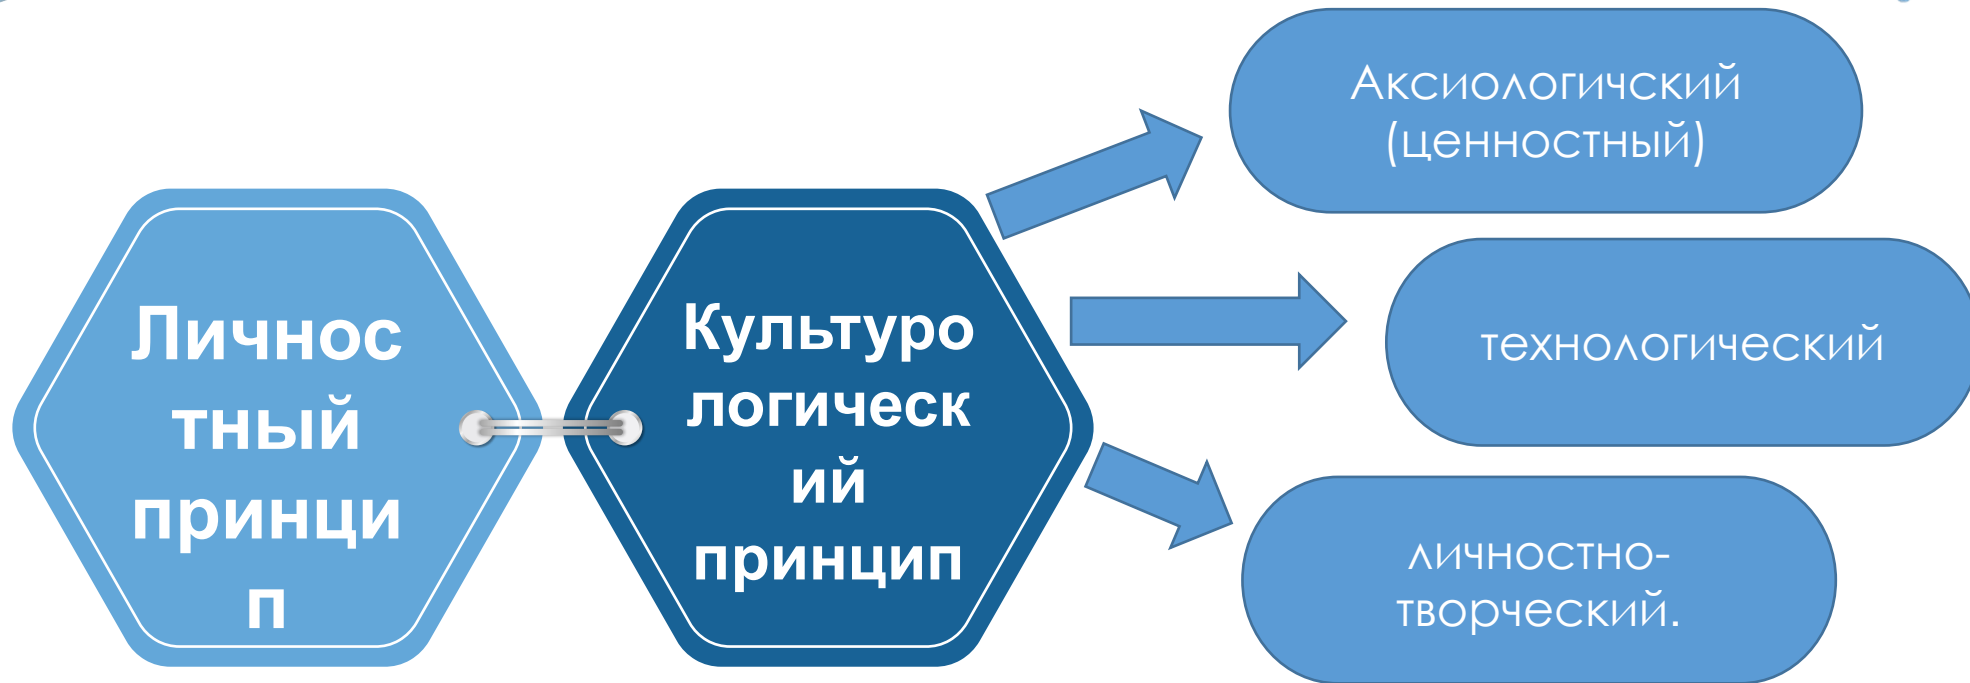 Личнос
тный
принци
п
Культуро
логическ
ий
принцип
Аксиологичский
(ценностный)
технологический
личностно-
творческий.